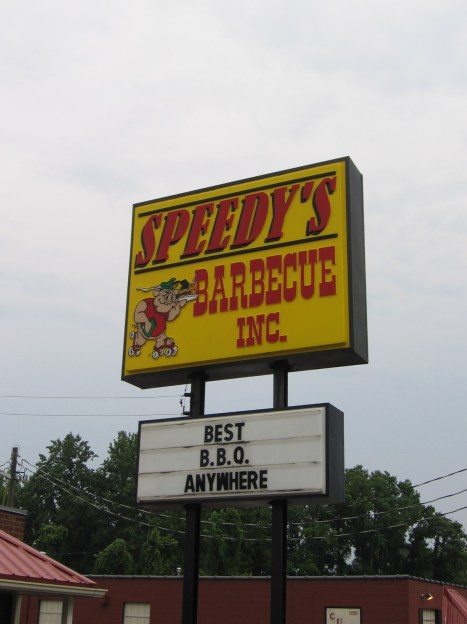 SPEEDY'S
BARBECUE
INC.
BEST
B.B.Q.
ANYWHERE